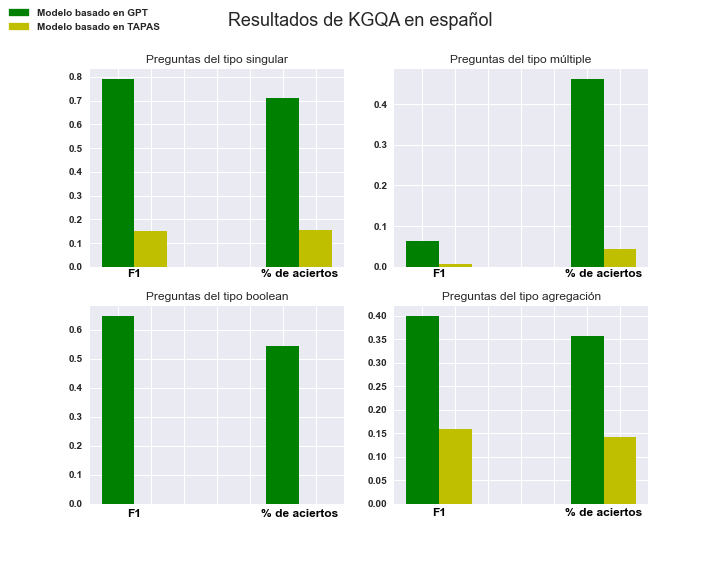 Modelo basado en GPT
Modelo basado en TAPAS
Resultados de KGQA en español
Preguntas del tipo singular
0.8
0.7
0.6
0.5
0.4
0.3
0.2
0.1
0.0
F1 % de aciertos
Preguntas del tipo múltiple
0.4
0.3
0.2
0.1
0.0
F1 % de aciertos
Preguntas del tipo boolean
0.6
0.5
0.4
0.3
0.2
0.1
0.0
F1 % de aciertos
Preguntas del tipo agregación
0.40
0.35
0.30
0.25
0.20
0.15
0.10
0.05
0.00
F1 % de aciertos